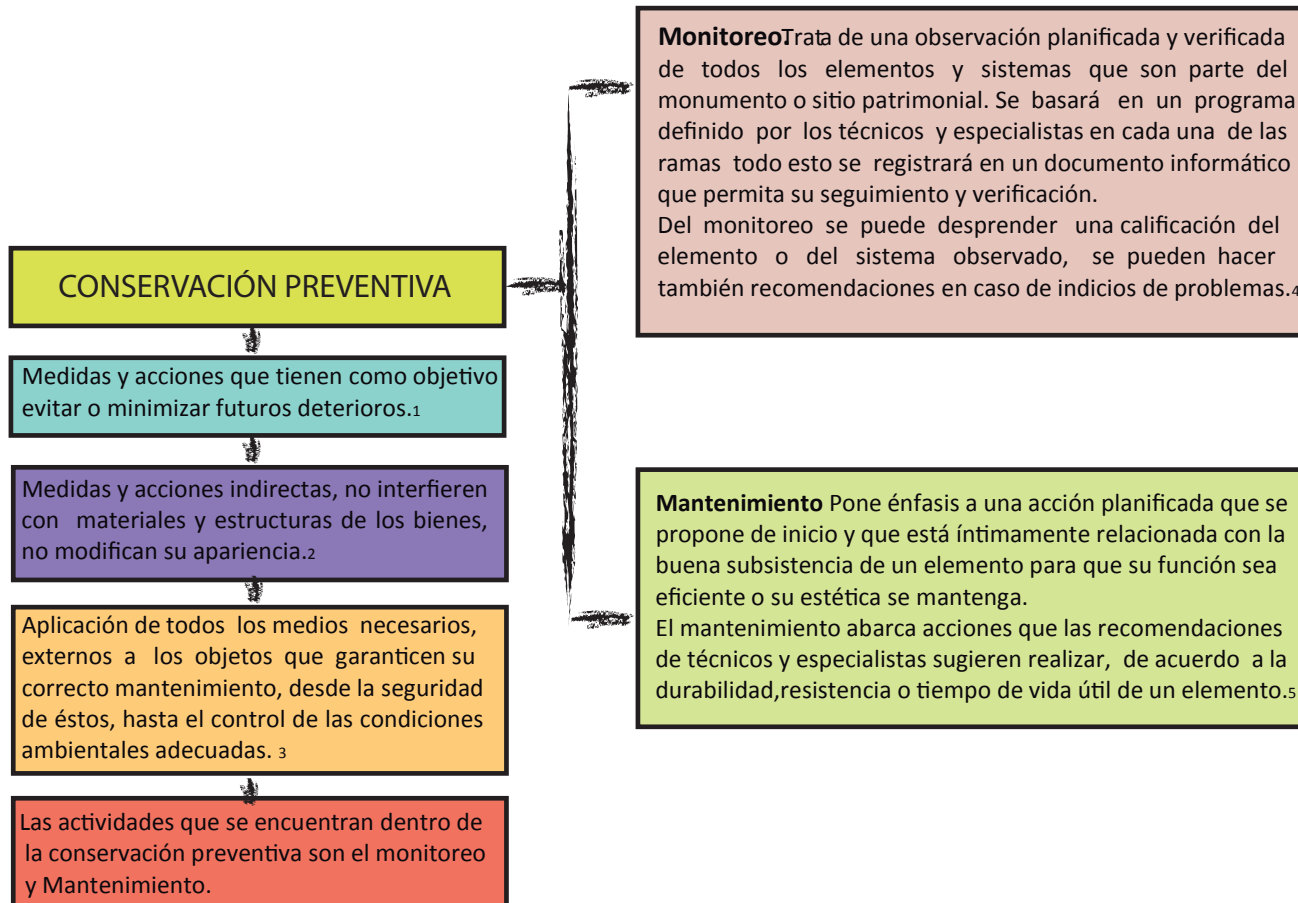 CONSERVACIÓN PREVENTIVA
Medidas y acciones que tienen como objetivo
evitar o minimizar futuros deterioros.1
Medidas y acciones indirectas, no interfieren
con materiales y estructuras de los bienes,
no modifican su apariencia.2
Aplicación de todos los medios necesarios,
externos a los objetos que garanticen su
correcto mantenimiento, desde la seguridad
de éstos, hasta el control de las condiciones
ambientales adecuadas. 3
Las actividades que se encuentran dentro de
la conservación preventiva son el monitoreo
y Mantenimiento.
Monitoreo:Trata de una observación planificada y verificada
de todos los elementos y sistemas que son parte del
monumento o sitio patrimonial. Se basará en un programa
definido por los técnicos y especialistas en cada una de las
ramas todo esto se registrará en un documento informático
que permita su seguimiento y verificación.
Del monitoreo se puede desprender una calificación del
elemento o del sistema observado, se pueden hacer
también recomendaciones en caso de indicios de problemas.4
Mantenimiento Pone énfasis a una acción planificada que se
propone de inicio y que está íntimamente relacionada con la
buena subsistencia de un elemento para que su función sea
eficiente o su estética se mantenga.
El mantenimiento abarca acciones que las recomendaciones
de técnicos y especialistas sugieren realizar, de acuerdo a la
durabilidad,resistencia o tiempo de vida útil de un elemento.5